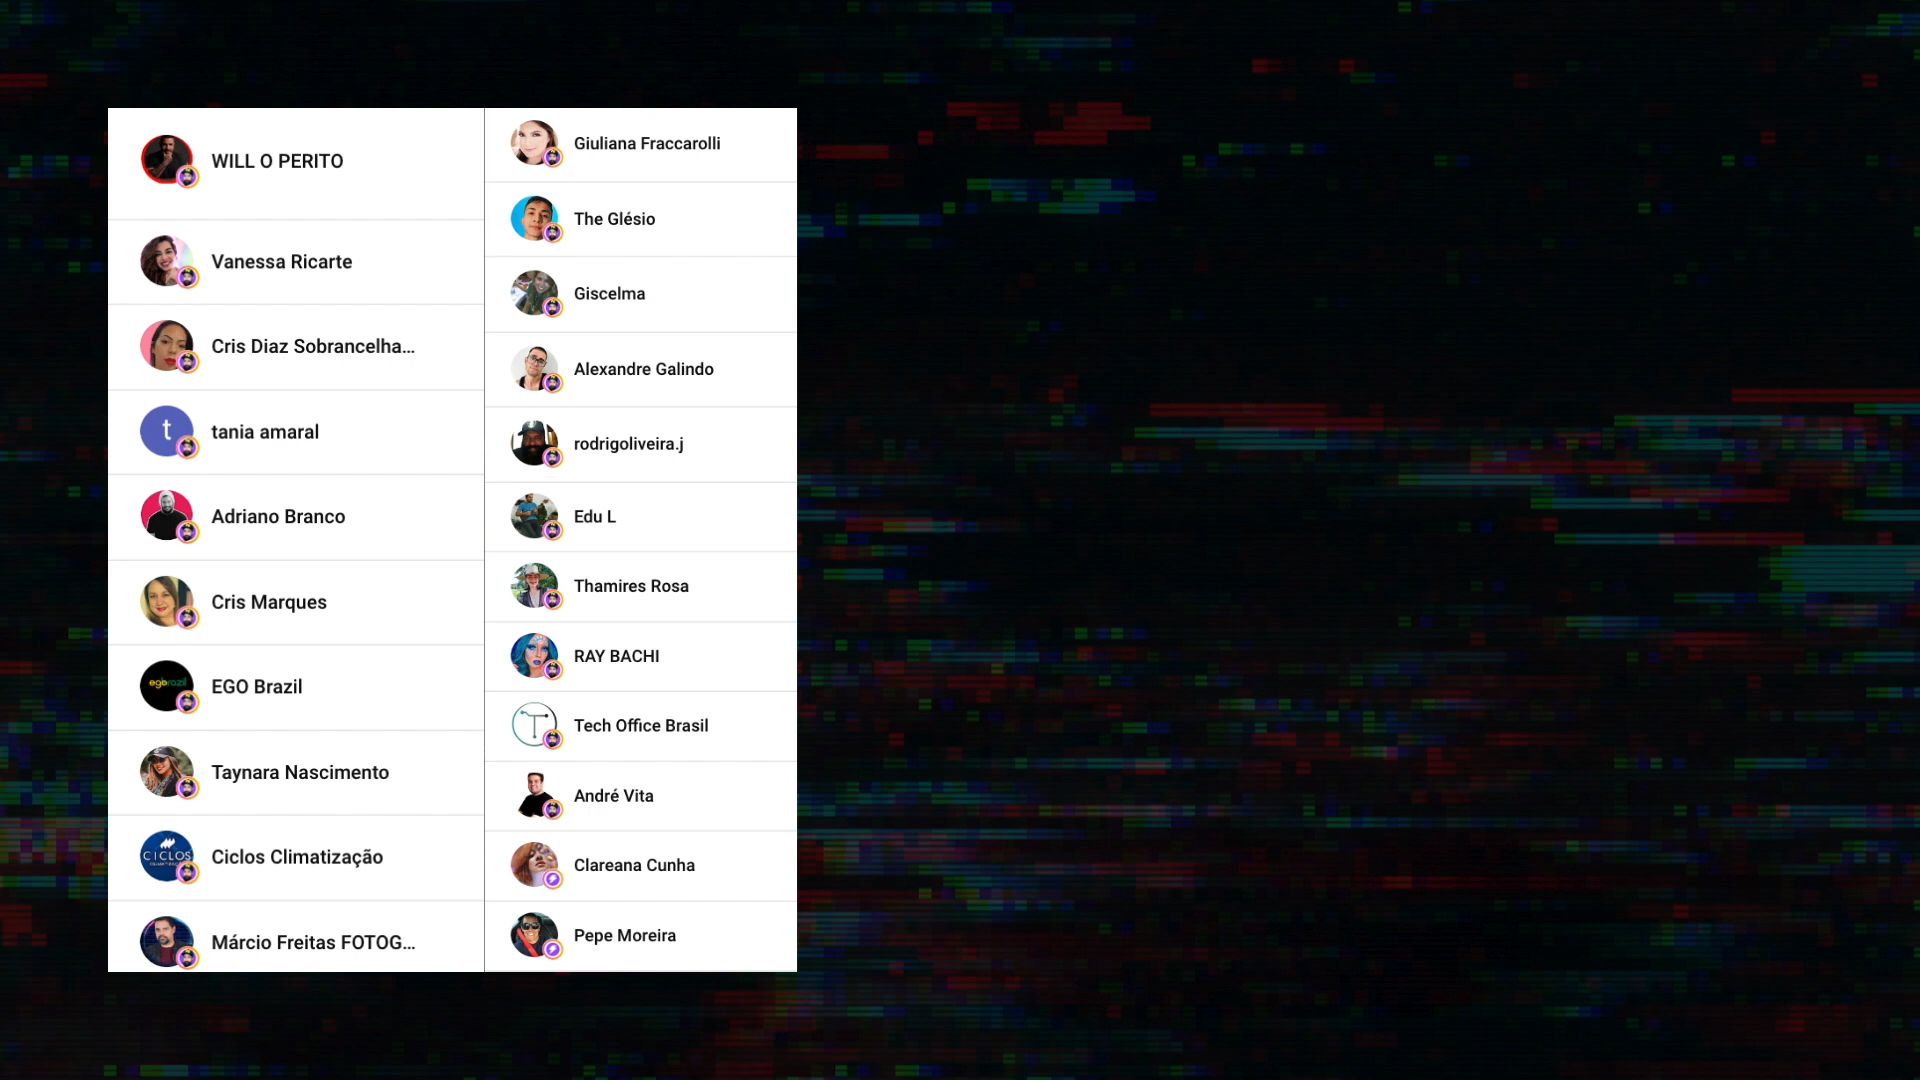 WILL O PERITO
Vanessa Ricarte
Cris Diaz Sobrancelha...
t
tania amaral
Adriano Branco
Cris Marques
egobrazil
EGO Brazil
Taynara Nascimento
CICLOS
Ciclos Climatização
Márcio Freitas FOTOG...
Giuliana Fraccarolli
The Glésio
Giscelma
Alexandre Galindo
rodrigoliveira.j
Edu L
Thamires Rosa
RAY BACHI
T
Tech Office Brasil
André Vita
Clareana Cunha
Pepe Moreira